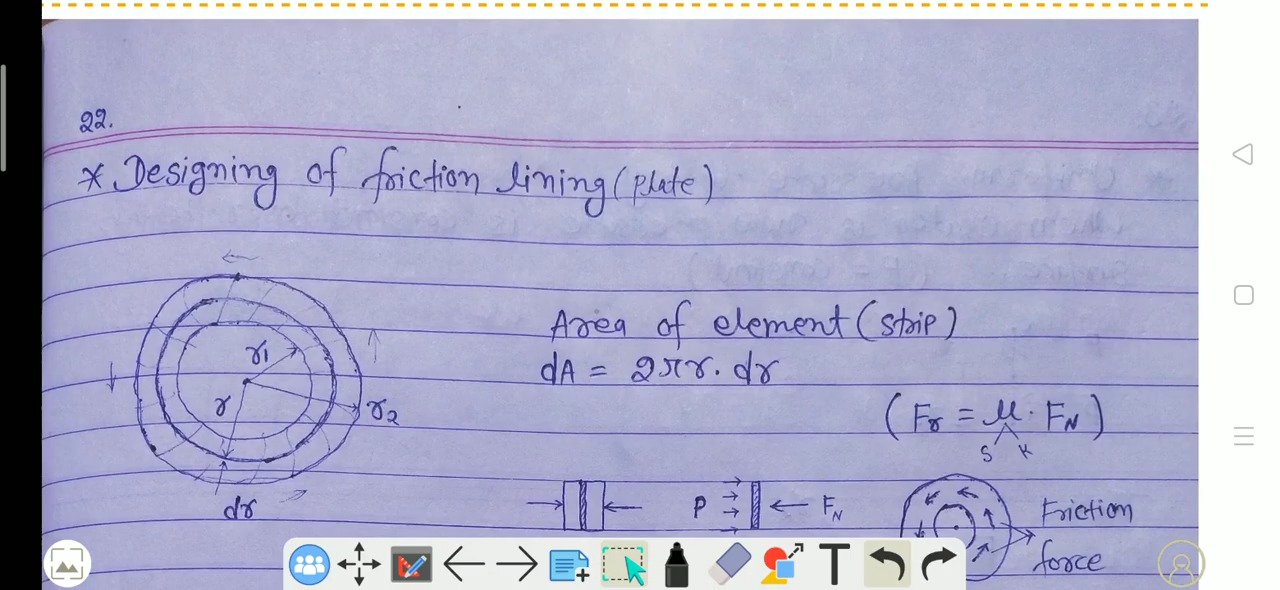 22.
* Designing of friction lining (plate)
r1
r
r2
dr
Area of element (strip)
dA = 2πr. dr
(Fr = μ. FN)
S K
P
FN
Friction
force
T